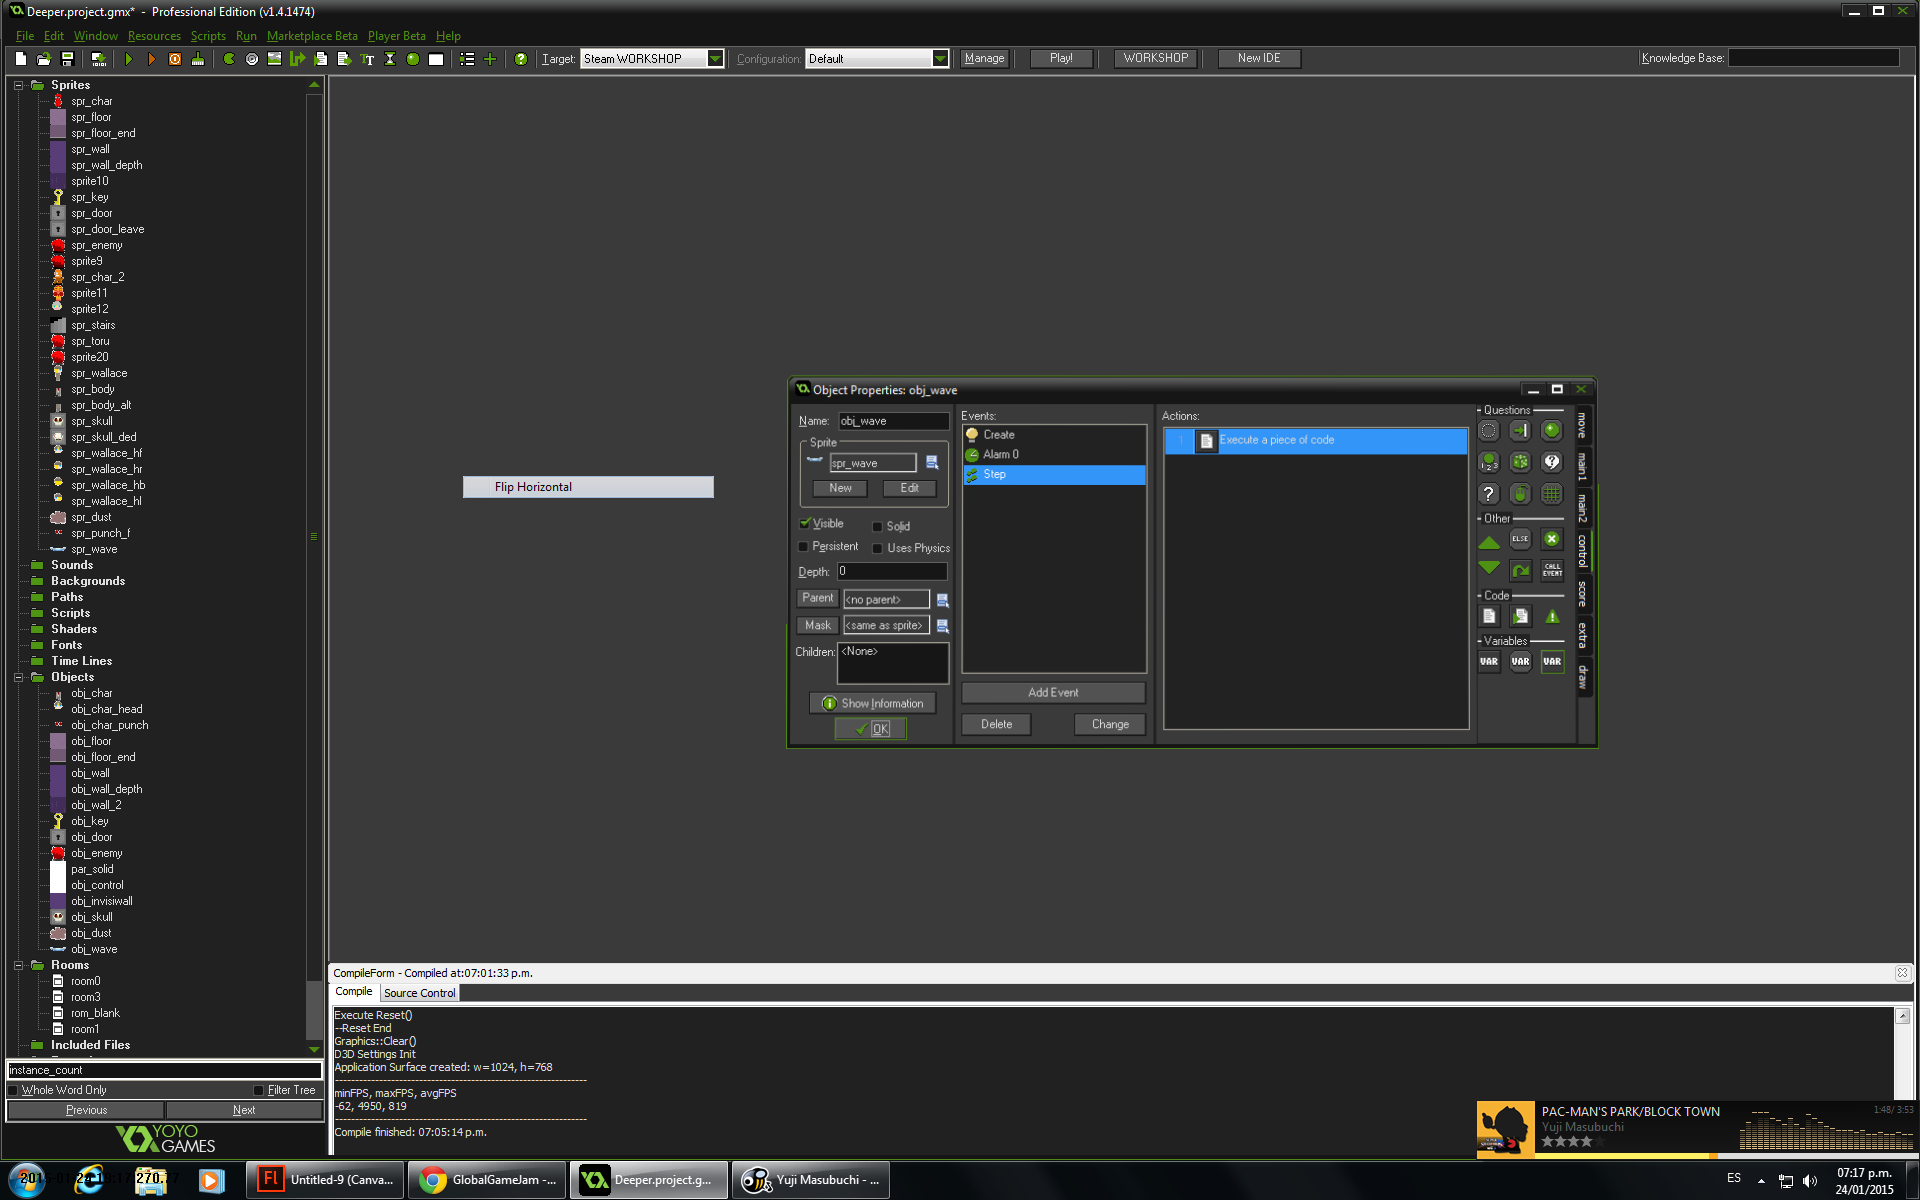 Deeper.project.gmx* - Professional Edition (v1.4.1474)
File Edit Window Resources Scripts Run Marketplace Beta Player Beta Help
Target: Steam WORKSHOP Configuration: Default Manage Play! WORKSHOP New IDE Knowledge Base:
Sprites
spr_char
spr_floor
spr_floor_end
spr_wall
spr_wall_depth
sprite10
spr_key
spr_door
spr_door_leave
spr_enemy
sprite9
spr_char_2
sprite11
sprite12
spr_stairs
spr_toru
sprite20
spr_wallace
spr_body
spr_body_alt
spr_skull
spr_skull_ded
spr_wallace_hf
spr_wallace_hr
spr_wallace_hb
spr_wallace_hl
spr_dust
spr_punch_f
spr_wave
Sounds
Backgrounds
Paths
Scripts
Shaders
Fonts
Time Lines
Objects
obj_char
obj_char_head
obj_char_punch
obj_floor
obj_floor_end
obj_wall
obj_wall_depth
obj_wall_2
obj_key
obj_door
obj_enemy
par_solid
obj_control
obj_invisiwall
obj_skull
obj_dust
obj_wave
Rooms
room0
room3
rom_blank
room1
Included Files
instance_count
Whole Word Only Filter Tree
Previous Next
YOYO
GAMES
Flip Horizontal
Object Properties: obj_wave
Name: obj_wave
Sprite
spr_wave
New Edit
Visible Solid
Persistent Uses Physics
Depth: 0
Parent <no parent>
Mask <same as sprite>
Children: <None>
Show Information
OK
Events:
Create
Alarm 0
Step
Add Event
Delete Change
Actions:
1 Execute a piece of code
Questions
Other
ELSE
CALL EVENT
Code
Variables
VAR VAR VAR
move
main1
main2
control
score
extra
draw
CompileForm - Compiled at:07:01:33 p.m.
Compile Source Control
Execute Reset()
--Reset End
Graphics::Clear()
D3D Settings Init
Application Surface created: w=1024, h=768
minFPS, maxFPS, avgFPS
-62, 4950, 819
Compile finished: 07:05:14 p.m.
PAC-MAN'S PARK/BLOCK TOWN 1:48/3:53
Yuji Masubuchi
Fl Untitled-9 (Canva...
GlobalGameJam -...
Deeper.project.g...
Yuji Masubuchi - ...
ES
07:17 p.m.
24/01/2015